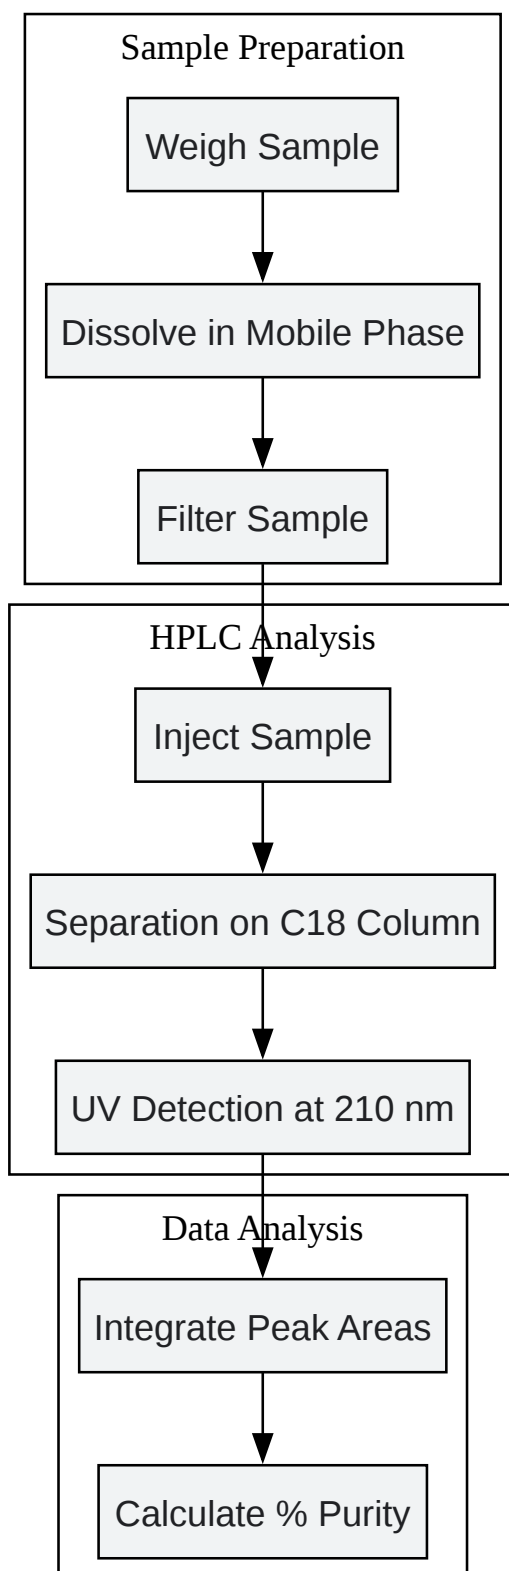 Sample Preparation
Weigh Sample
Dissolve in Mobile Phase
Filter Sample
HPLC Analysis
Inject Sample
Separation on C18 Column
UV Detection at 210 nm
Data Analysis
Integrate Peak Areas
Calculate % Purity